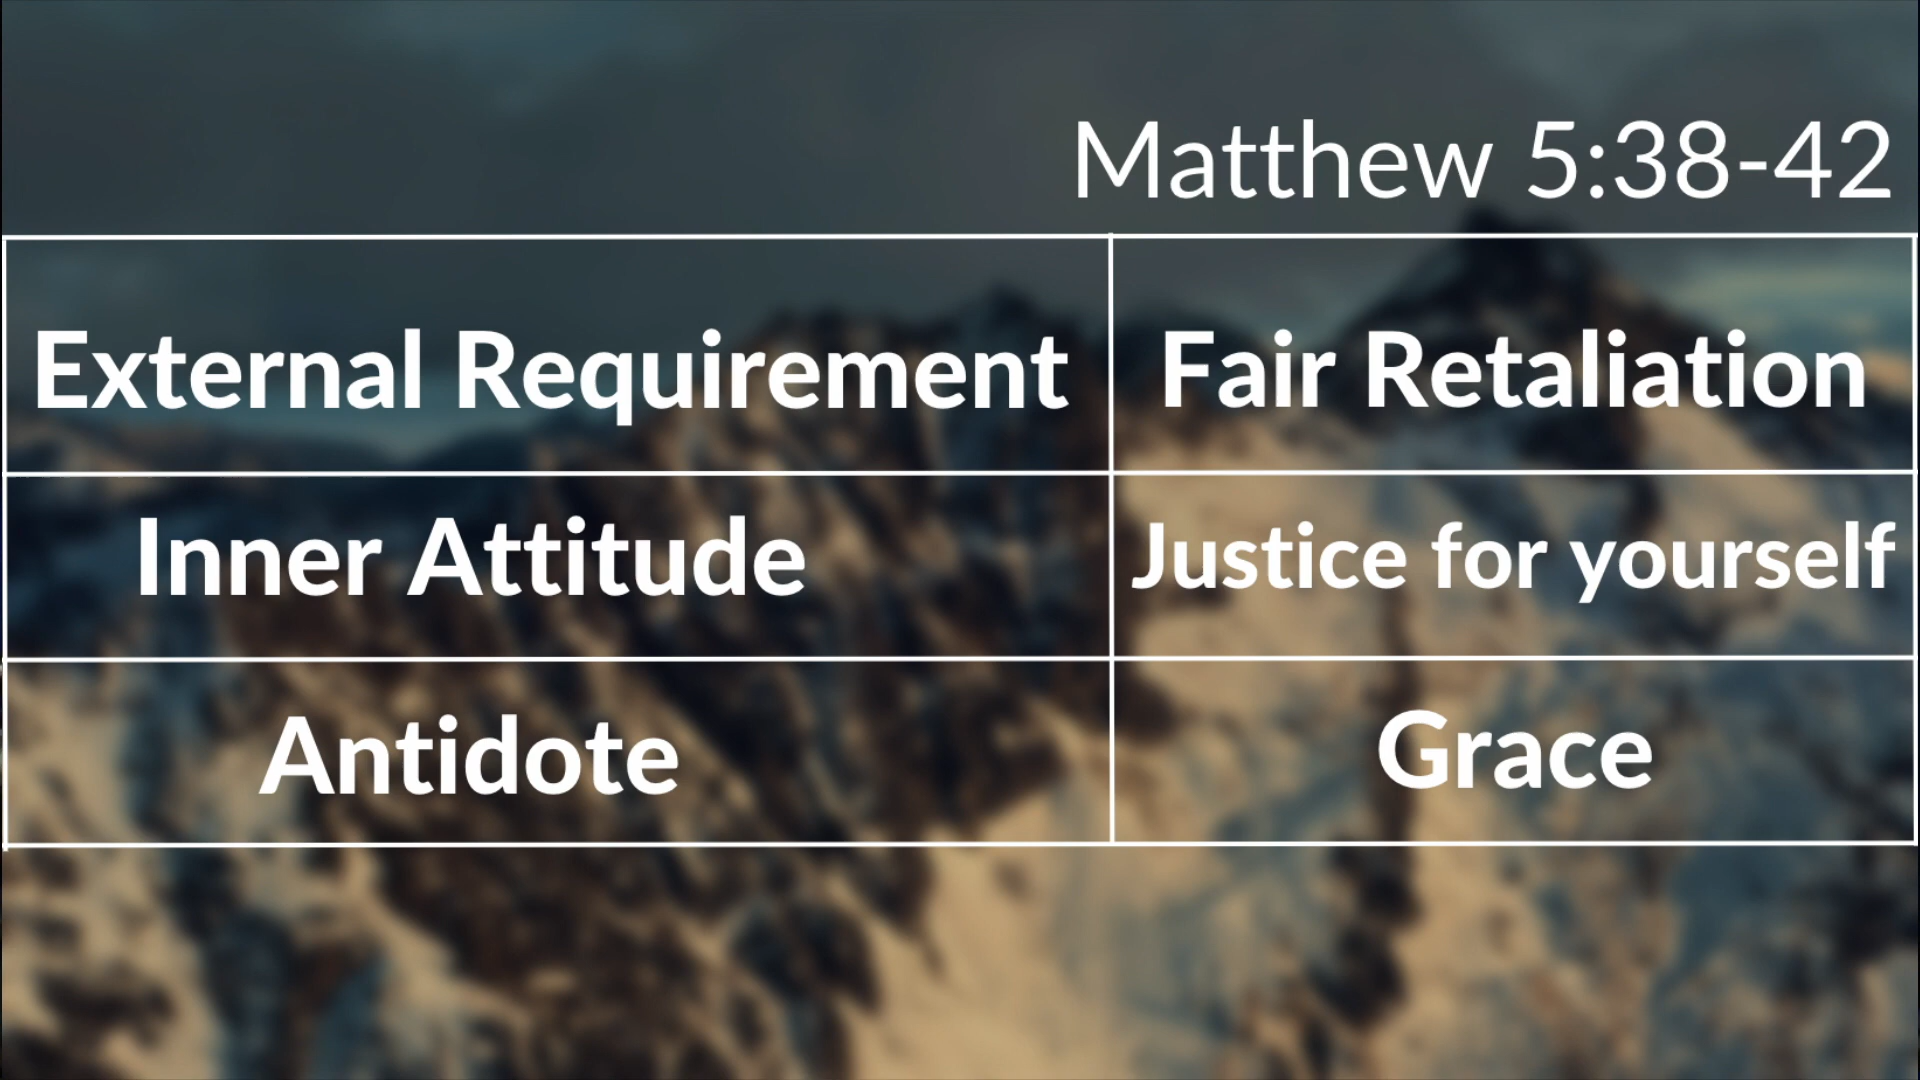 Matthew 5:38-42
External Requirement
Fair Retaliation
Inner Attitude
Justice for yourself
Antidote
Grace